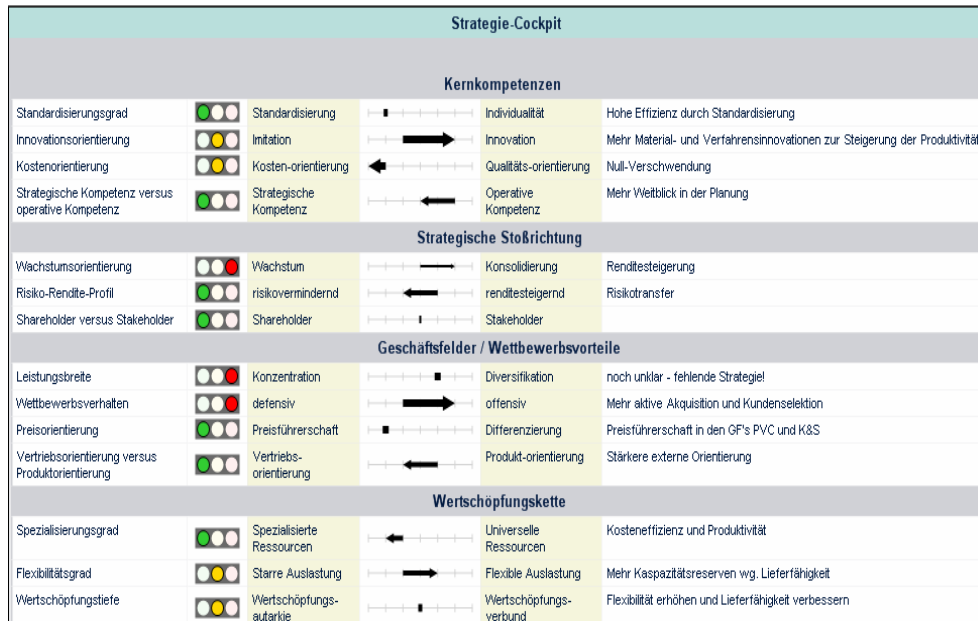 Strategie-Cockpit
Kernkompetenzen
Standardisierungsgrad Standardisierung Individualität Hohe Effizienz durch Standardisierung
Innovationsorientierung Imitation Innovation Mehr Material- und Verfahrensinnovationen zur Steigerung der Produktivität
Kostenorientierung Kosten-orientierung Qualitäts-orientierung Null-Verschwendung
Strategische Kompetenz versus
operative Kompetenz
Strategische
Kompetenz
Operative
Kompetenz
Mehr Weitblick in der Planung
Strategische Stoßrichtung
Wachstumsorientierung Wachstum Konsolidierung Renditesteigerung
Risiko-Rendite-Profil risikovermindernd renditesteigernd Risikotransfer
Shareholder versus Stakeholder Shareholder Stakeholder
Geschäftsfelder / Wettbewerbsvorteile
Leistungsbreite Konzentration Diversifikation noch unklar - fehlende Strategie!
Wettbewerbsverhalten defensiv offensiv Mehr aktive Akquisition und Kundenselektion
Preisorientierung Preisführerschaft Differenzierung Preisführerschaft in den GF's PVC und K&S
Vertriebsorientierung versus
Produktorientierung
Vertriebs-
orientierung
Produkt-orientierung
Stärkere externe Orientierung
Wertschöpfungskette
Spezialisierungsgrad
Spezialisierte
Ressourcen
Universelle
Ressourcen
Kosteneffizienz und Produktivität
Flexibilitätsgrad Starre Auslastung Flexible Auslastung Mehr Kaspazitätsreserven wg. Lieferfähigkeit
Wertschöpfungstiefe
Wertschöpfungs-
autarkie
Wertschöpfungs-
verbund
Flexibilität erhöhen und Lieferfähigkeit verbessern